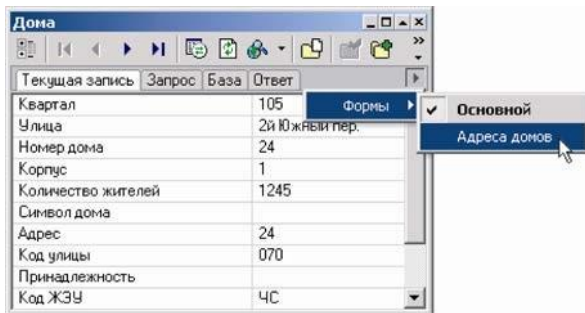 Дома
Текущая запись Запрос База Ответ
Квартал 105 Формы Основной
Улица 2й Южный пер. Адреса домов
Номер дома 24
Корпус 1
Количество жителей 1245
Символ дома
Адрес 24
Код улицы 070
Принадлежность
Код ЖЭУ ЧС